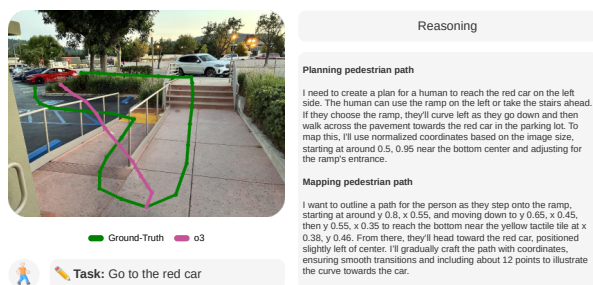 Ground-Truth
o3
✏️ Task: Go to the red car
Reasoning
Planning pedestrian path
I need to create a plan for a human to reach the red car on the left
side. The human can use the ramp on the left or take the stairs ahead.
If they choose the ramp, they'll curve left as they go down and then
walk across the pavement towards the red car in the parking lot. To
map this, I'll use normalized coordinates based on the image size,
starting at around 0.5, 0.95 near the bottom center and adjusting for
the ramp's entrance.
Mapping pedestrian path
I want to outline a path for the person as they step onto the ramp,
starting at around y 0.8, x 0.55, and moving down to y 0.65, x 0.45,
then y 0.55, x 0.35 to reach the bottom near the yellow tactile tile at x
0.38, y 0.46. From there, they'll head toward the red car, positioned
slightly left of center. I'll gradually craft the path with coordinates,
ensuring smooth transitions and including about 12 points to illustrate
the curve towards the car.